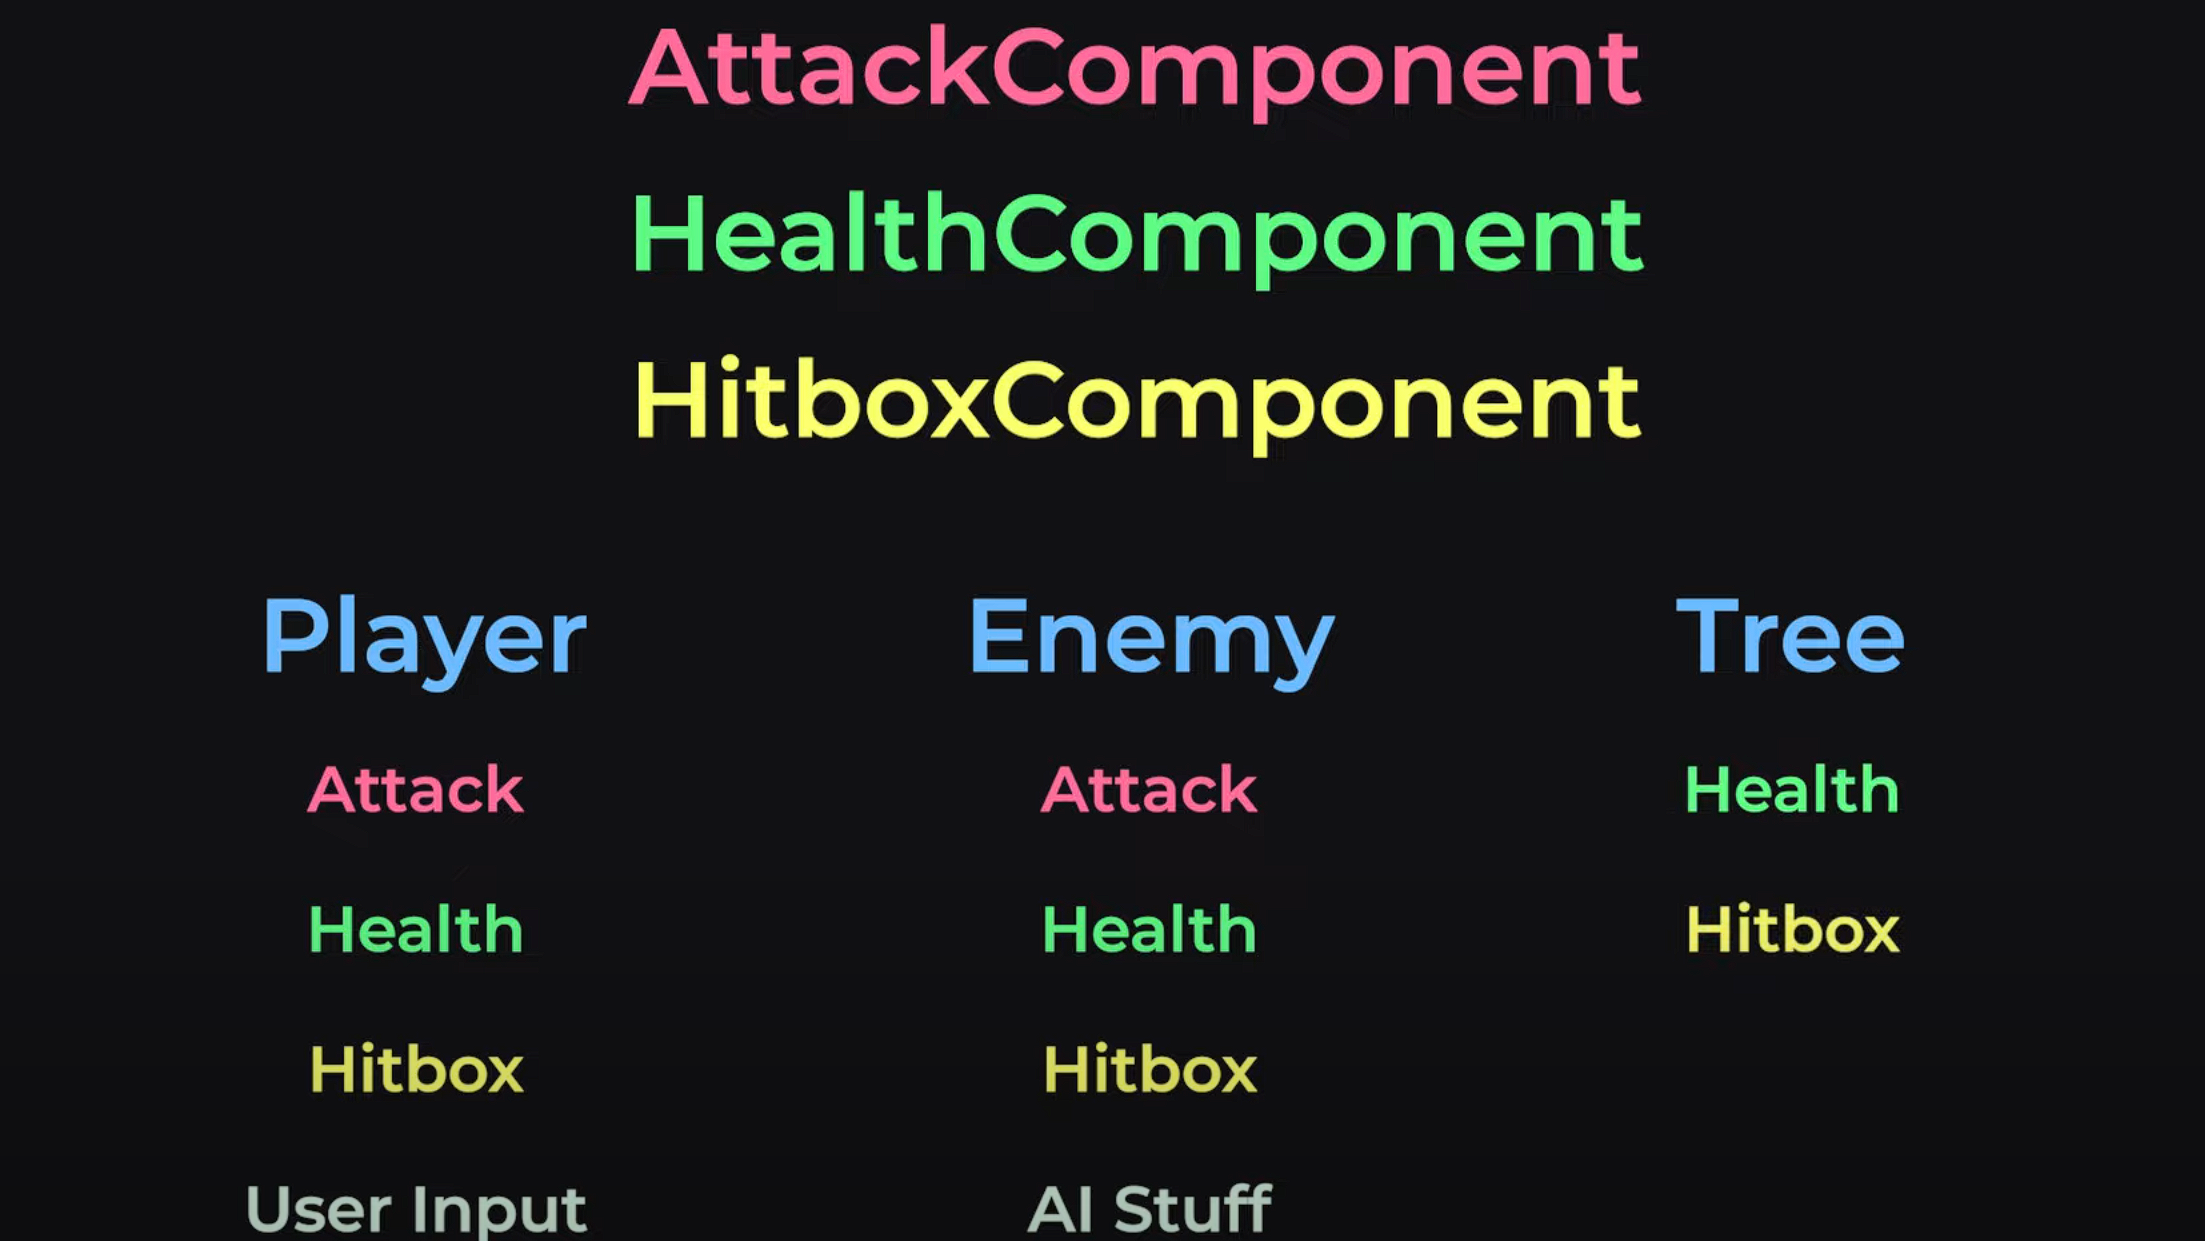 AttackComponent
HealthComponent
HitboxComponent
Player Enemy Tree
Attack Attack Health
Health Health Hitbox
Hitbox Hitbox
User Input AI Stuff